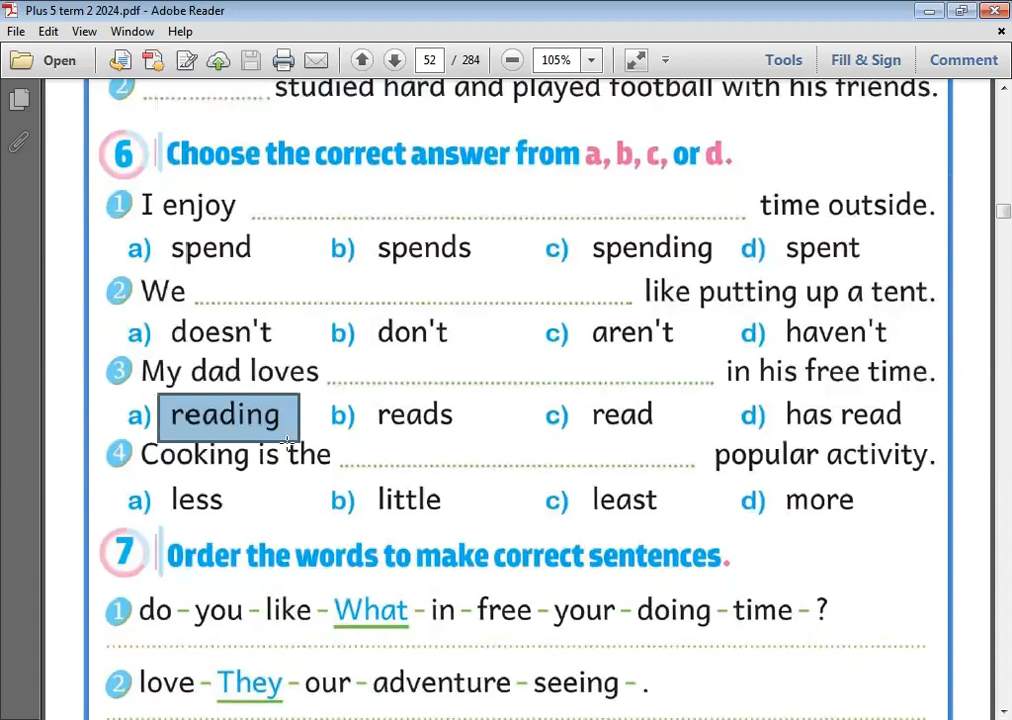 Plus 5 term 2 2024.pdf - Adobe Reader
File Edit View Window Help
Open 52 / 284 105% Tools Fill & Sign Comment
2 studied hard and played football with his friends.
6 Choose the correct answer from a, b, c, or d.
1 I enjoy time outside.
a) spend b) spends c) spending d) spent
2 We like putting up a tent.
a) doesn't b) don't c) aren't d) haven't
3 My dad loves in his free time.
a) reading b) reads c) read d) has read
4 Cooking is the popular activity.
a) less b) little c) least d) more
7 Order the words to make correct sentences.
1 do - you - like - What - in - free - your - doing - time - ?
2 love - They - our - adventure - seeing - .